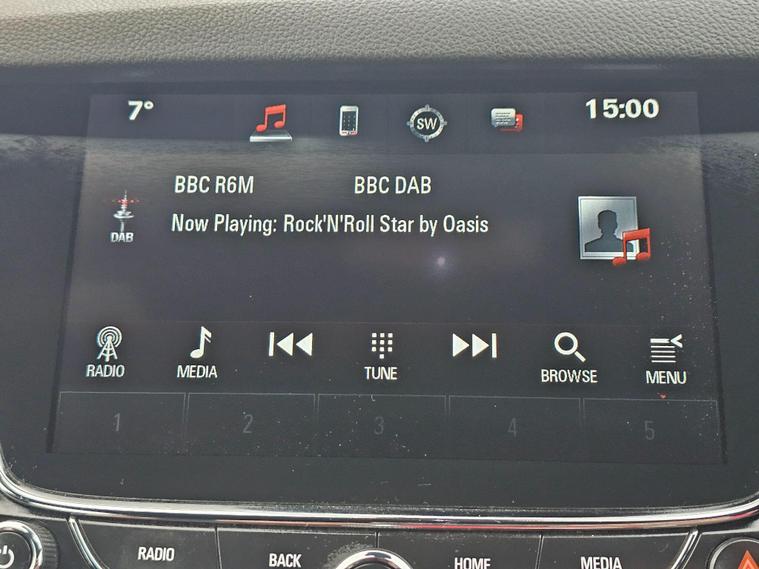 7° SW 15:00
BBC R6M BBC DAB
Now Playing: Rock'N'Roll Star by Oasis
DAB
RADIO MEDIA TUNE BROWSE MENU
1 2 3 4 5
RADIO BACK HOME MEDIA